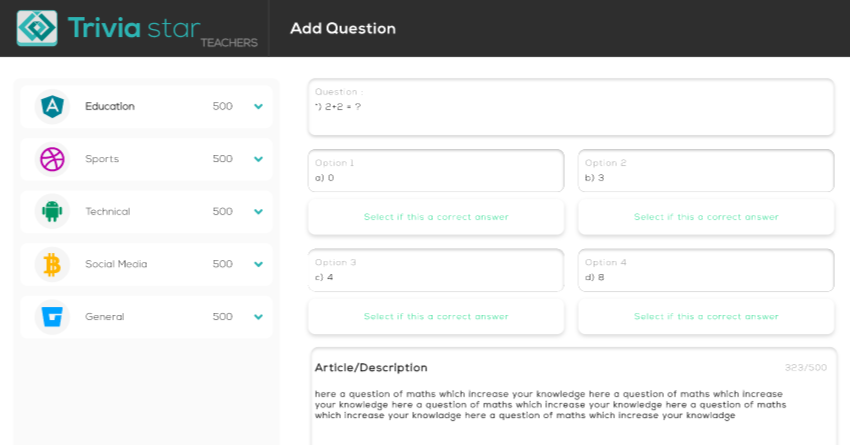 Trivia star
TEACHERS
Add Question
Education 500
Sports 500
Technical 500
Social Media 500
General 500
Question :
") 2+2 = ?
Option 1
a) 0
Option 2
b) 3
Select if this a correct answer
Select if this a correct answer
Option 3
c) 4
Option 4
d) 8
Select if this a correct answer
Select if this a correct answer
Article/Description 323/500
here a question of maths which increase your knowledge here a question of maths which increase
your knowledge here a question of maths which increase your knowledge here a question of maths
which increase your knowladge here a question of maths which increase your knowladge